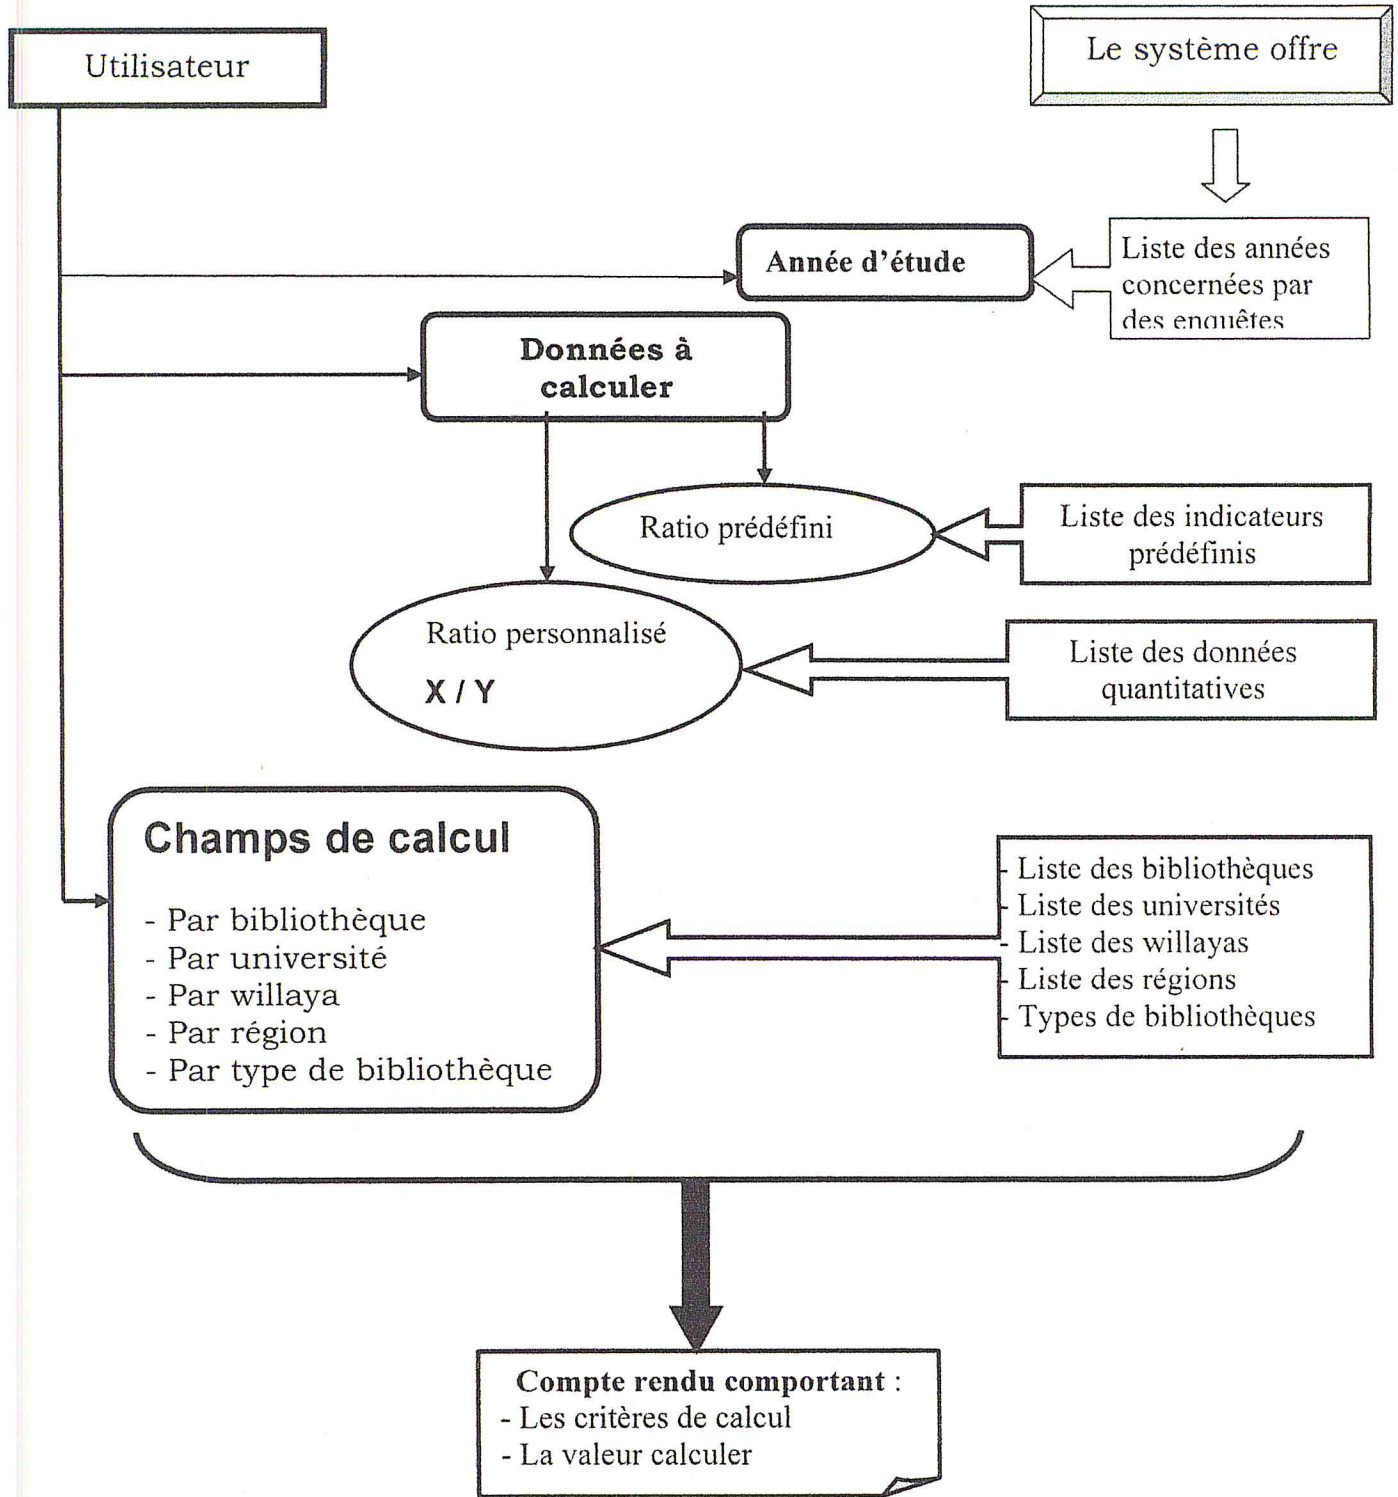 Utilisateur
Le système offre
Année d'étude
Liste des années
concernées par
des enquêtes
Données à
calculer
Ratio prédéfini
Liste des indicateurs
prédéfinis
Ratio personnalisé
X / Y
Liste des données
quantitatives
Champs de calcul
- Par bibliothèque
- Par université
- Par willaya
- Par région
- Par type de bibliothèque
- Liste des bibliothèques
- Liste des universités
- Liste des willayas
- Liste des régions
- Types de bibliothèques
Compte rendu comportant :
- Les critères de calcul
- La valeur calculer